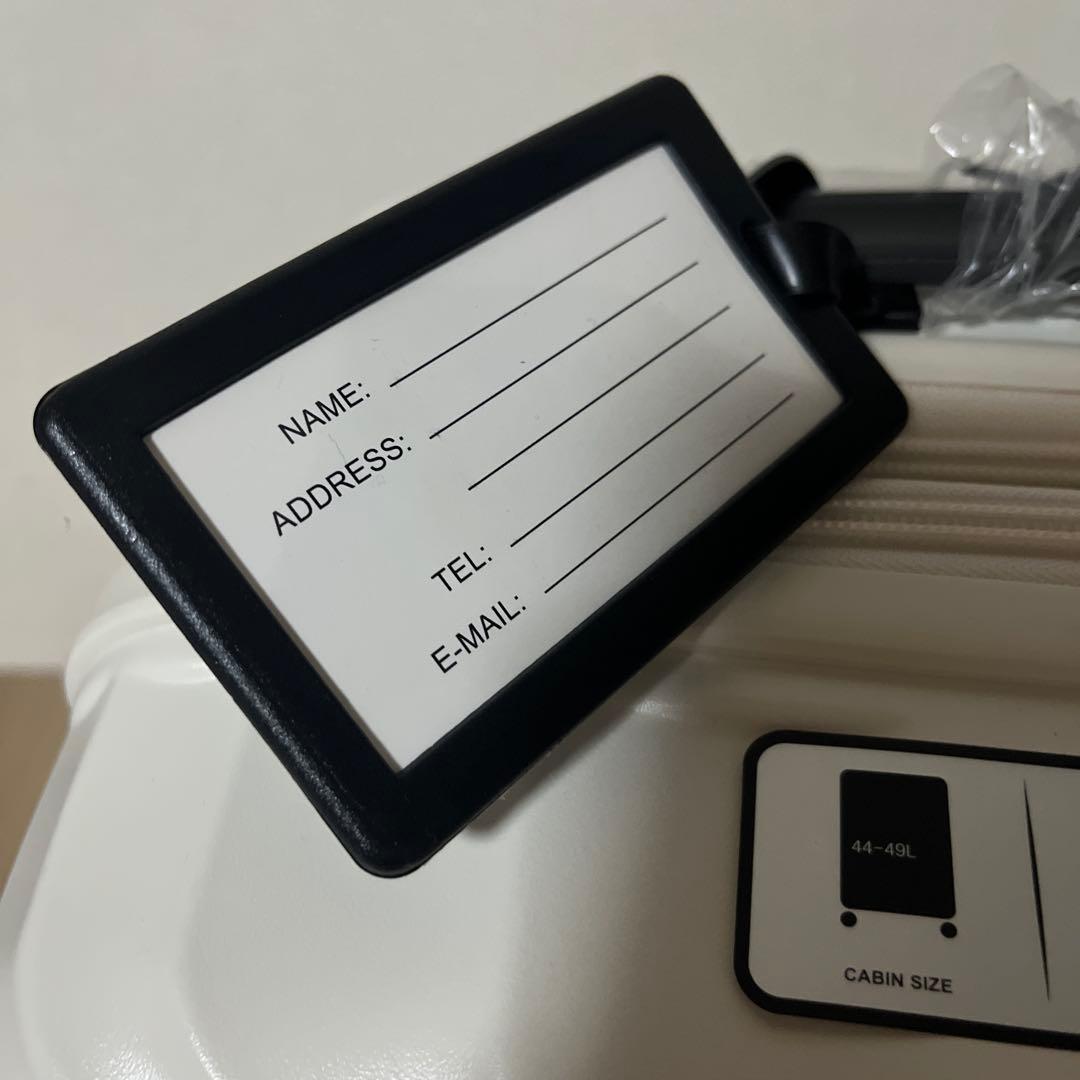 NAME:
ADDRESS:
TEL:
E-MAIL:
44-49L
CABIN SIZE